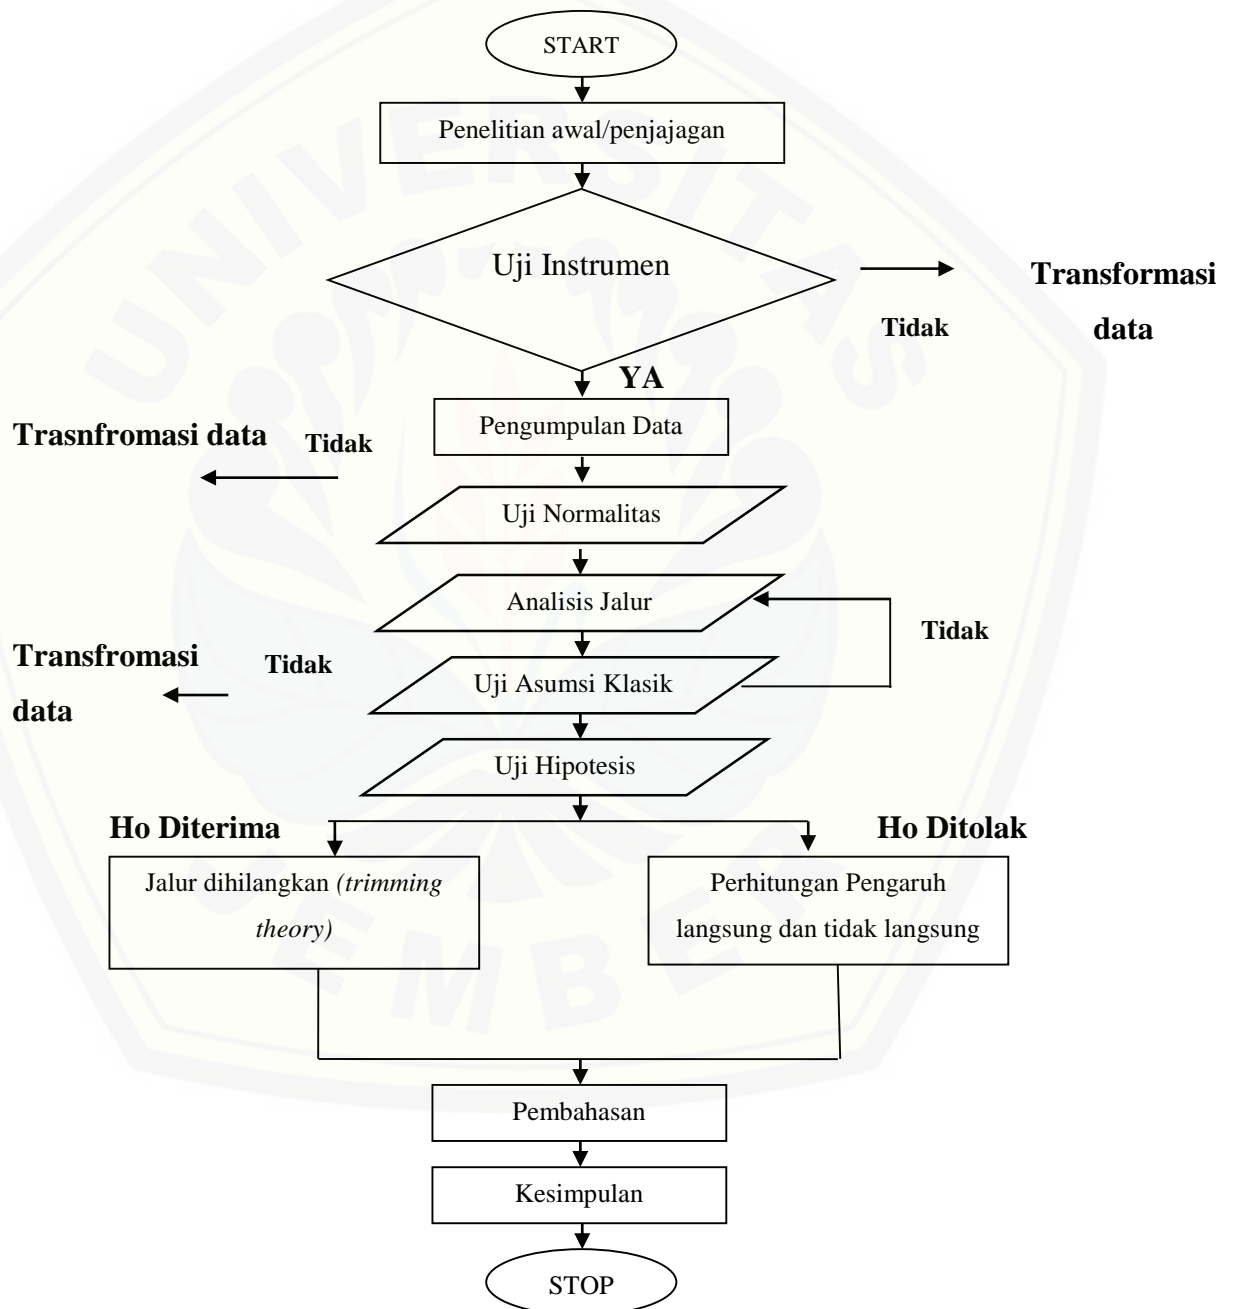 START
Penelitian awal/penjajagan
Uji Instrumen
Transformasi
data
Tidak
YA
Pengumpulan Data
Trasnfromasi data
Tidak
Uji Normalitas
Analisis Jalur
Tidak
Transfromasi
data
Tidak
Uji Asumsi Klasik
Uji Hipotesis
Ho Diterima
Ho Ditolak
Jalur dihilangkan (trimming
theory)
Perhitungan Pengaruh
langsung dan tidak langsung
Pembahasan
Kesimpulan
STOP
UNIVERSITAS
JEMBER